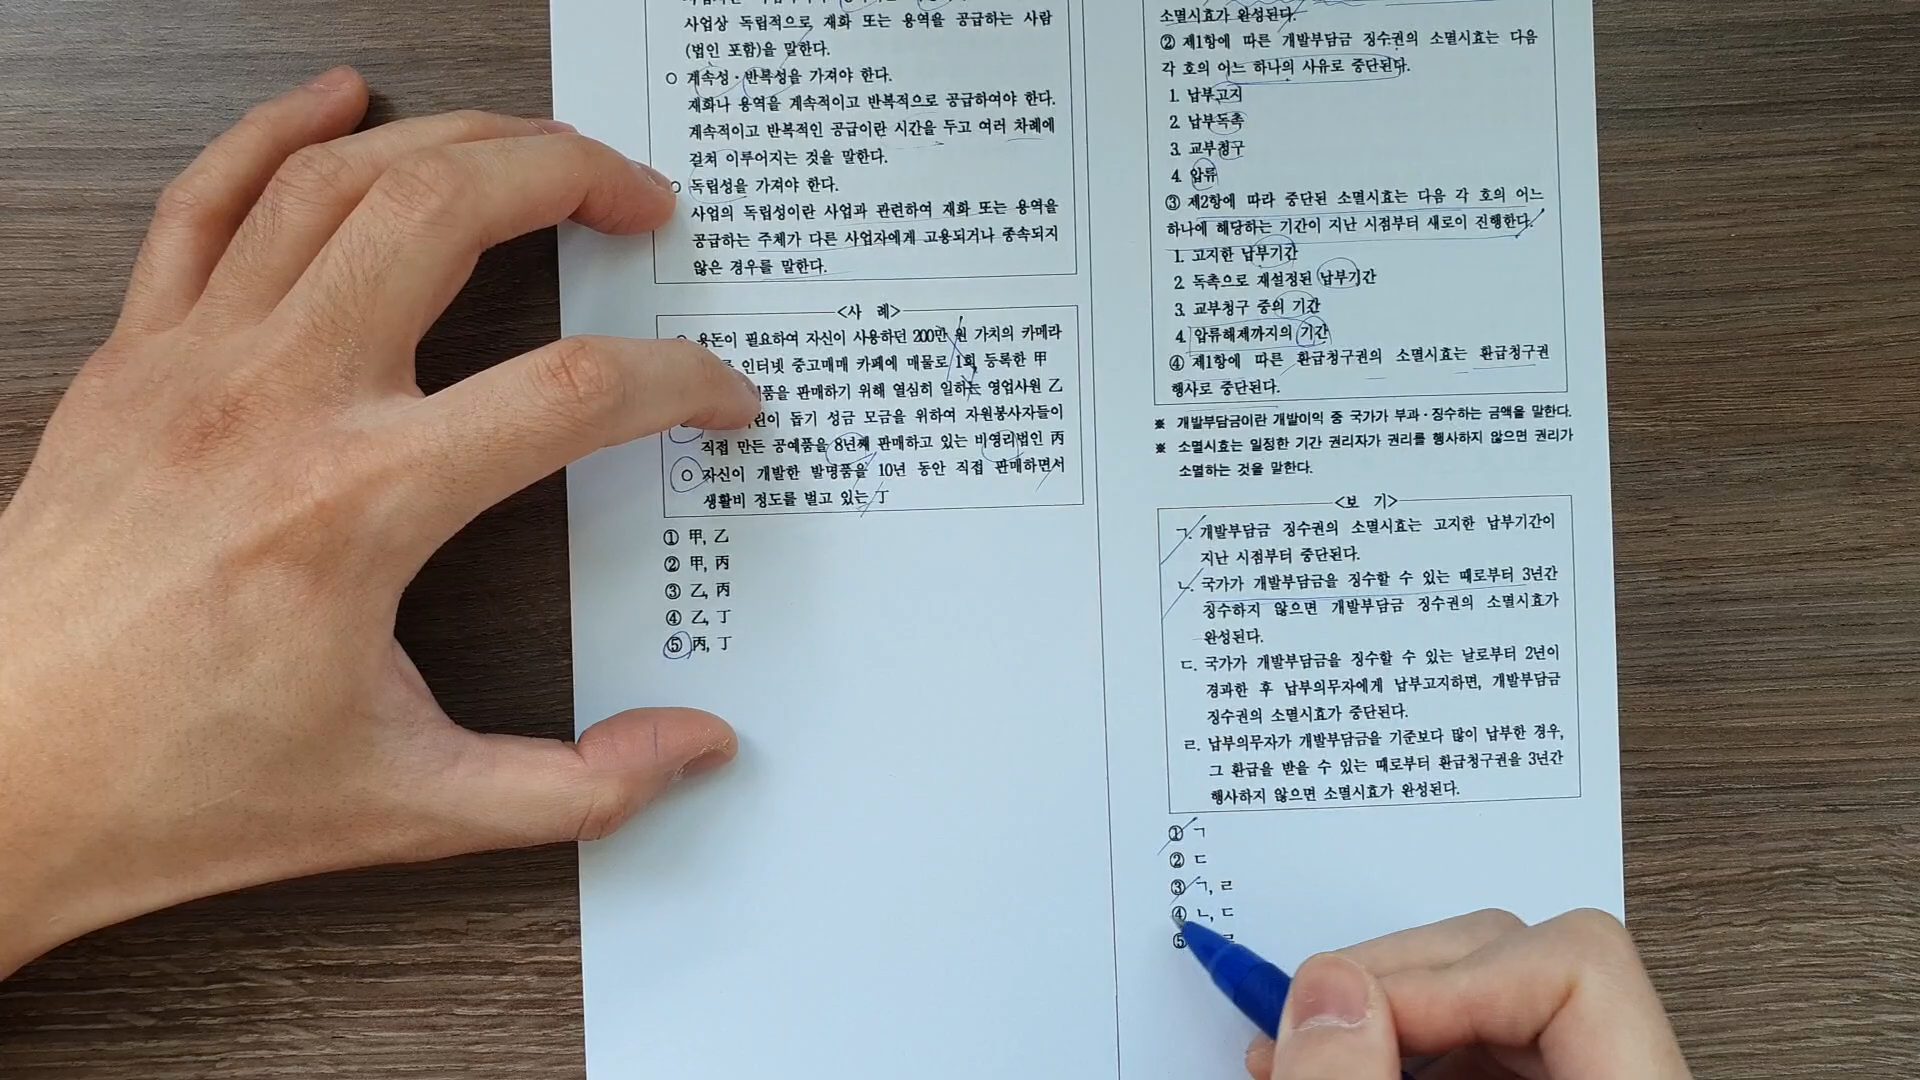 사업상 독립적으로 재화 또는 용역을 공급하는 사람
(법인 포함)을 말한다.
○ 계속성·반복성을 가져야 한다.
재화나 용역을 계속적이고 반복적으로 공급하여야 한다.
계속적이고 반복적인 공급이란 시간을 두고 여러 차례에
걸쳐 이루어지는 것을 말한다.
○ 독립성을 가져야 한다.
사업의 독립성이란 사업과 관련하여 재화 또는 용역을
공급하는 주체가 다른 사업자에게 고용되거나 종속되지
않은 경우를 말한다.
<사 례>
용돈이 필요하여 자신이 사용하던 200만 원 가치의 카메라
인터넷 중고매매 카페에 매물로 1회 등록한 甲
판매하기 위해 열심히 일하는 영업사원 乙
돕기 성금 모금을 위하여 자원봉사자들이
직접 만든 공예품을 8년째 판매하고 있는 비영리법인 丙
○ 자신이 개발한 발명품을 10년 동안 직접 판매하면서
생활비 정도를 벌고 있는 丁
① 甲, 乙
② 甲, 丙
③ 乙, 丙
④ 乙, 丁
⑤ 丙, 丁
소멸시효가 완성된다.
② 제1항에 따른 개발부담금 징수권의 소멸시효는 다음
각 호의 어느 하나의 사유로 중단된다.
1. 납부고지
2. 납부독촉
3. 교부청구
4. 압류
③ 제2항에 따라 중단된 소멸시효는 다음 각 호의 어느
하나에 해당하는 기간이 지난 시점부터 새로이 진행한다.
1. 고지한 납부기간
2. 독촉으로 재설정된 납부기간
3. 교부청구 중의 기간
4. 압류해제까지의 기간
④ 제1항에 따른 환급청구권의 소멸시효는 환급청구권
행사로 중단된다.
※ 개발부담금이란 개발이익 중 국가가 부과·징수하는 금액을 말한다.
※ 소멸시효는 일정한 기간 권리자가 권리를 행사하지 않으면 권리가
소멸하는 것을 말한다.
<보 기>
ㄱ. 개발부담금 징수권의 소멸시효는 고지한 납부기간이
지난 시점부터 중단된다.
ㄴ. 국가가 개발부담금을 징수할 수 있는 때로부터 3년간
징수하지 않으면 개발부담금 징수권의 소멸시효가
완성된다.
ㄷ. 국가가 개발부담금을 징수할 수 있는 날로부터 2년이
경과한 후 납부의무자에게 납부고지하면, 개발부담금
징수권의 소멸시효가 중단된다.
ㄹ. 납부의무자가 개발부담금을 기준보다 많이 납부한 경우,
그 환급을 받을 수 있는 때로부터 환급청구권을 3년간
행사하지 않으면 소멸시효가 완성된다.
① ㄱ
② ㄷ
③ ㄱ, ㄹ
④ ㄴ, ㄷ
⑤